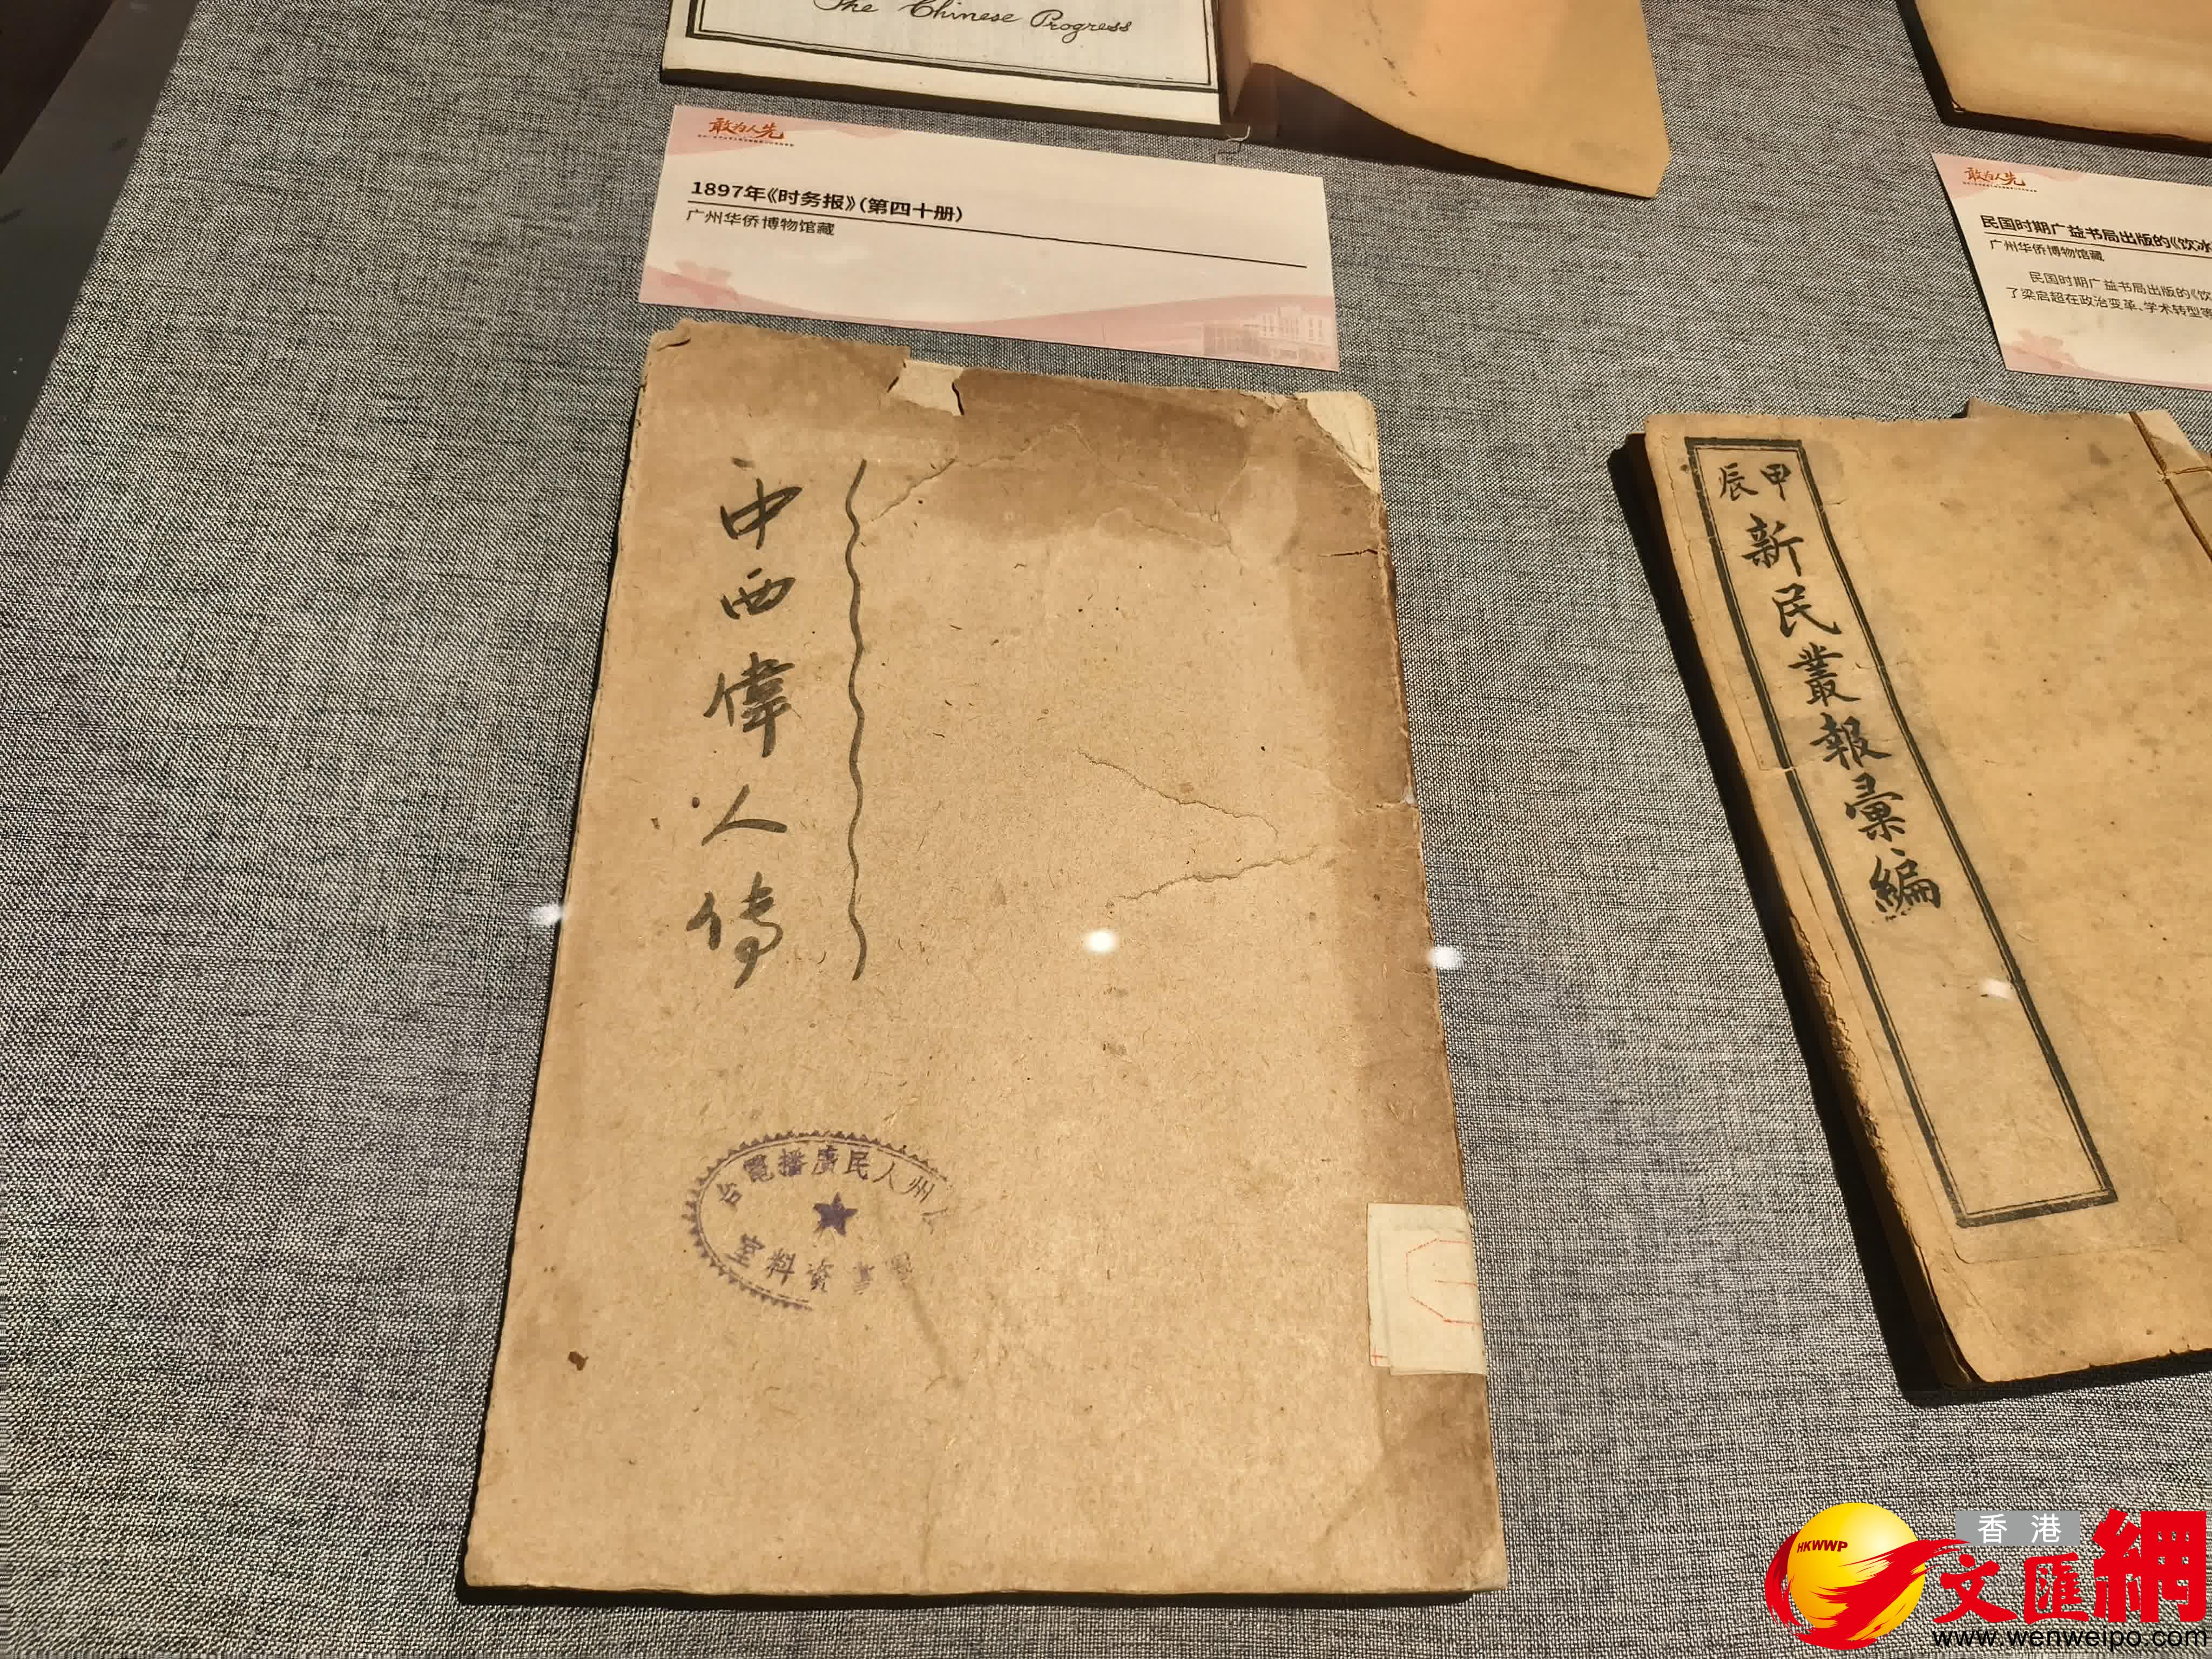 The Chinese Progress
敢为人先
1897年《时务报》(第四十册)
广州华侨博物馆藏
敢为人先
民国时期广益书局出版的《饮冰
广州华侨博物馆藏
民国时期广益书局出版的《饮
了梁启超在政治变革、学术转型等
中西偉人傳
州人民廣播電台
資料室
甲辰
新民叢報彙編
HKWWP
香港
文匯網
www.wenweipo.com